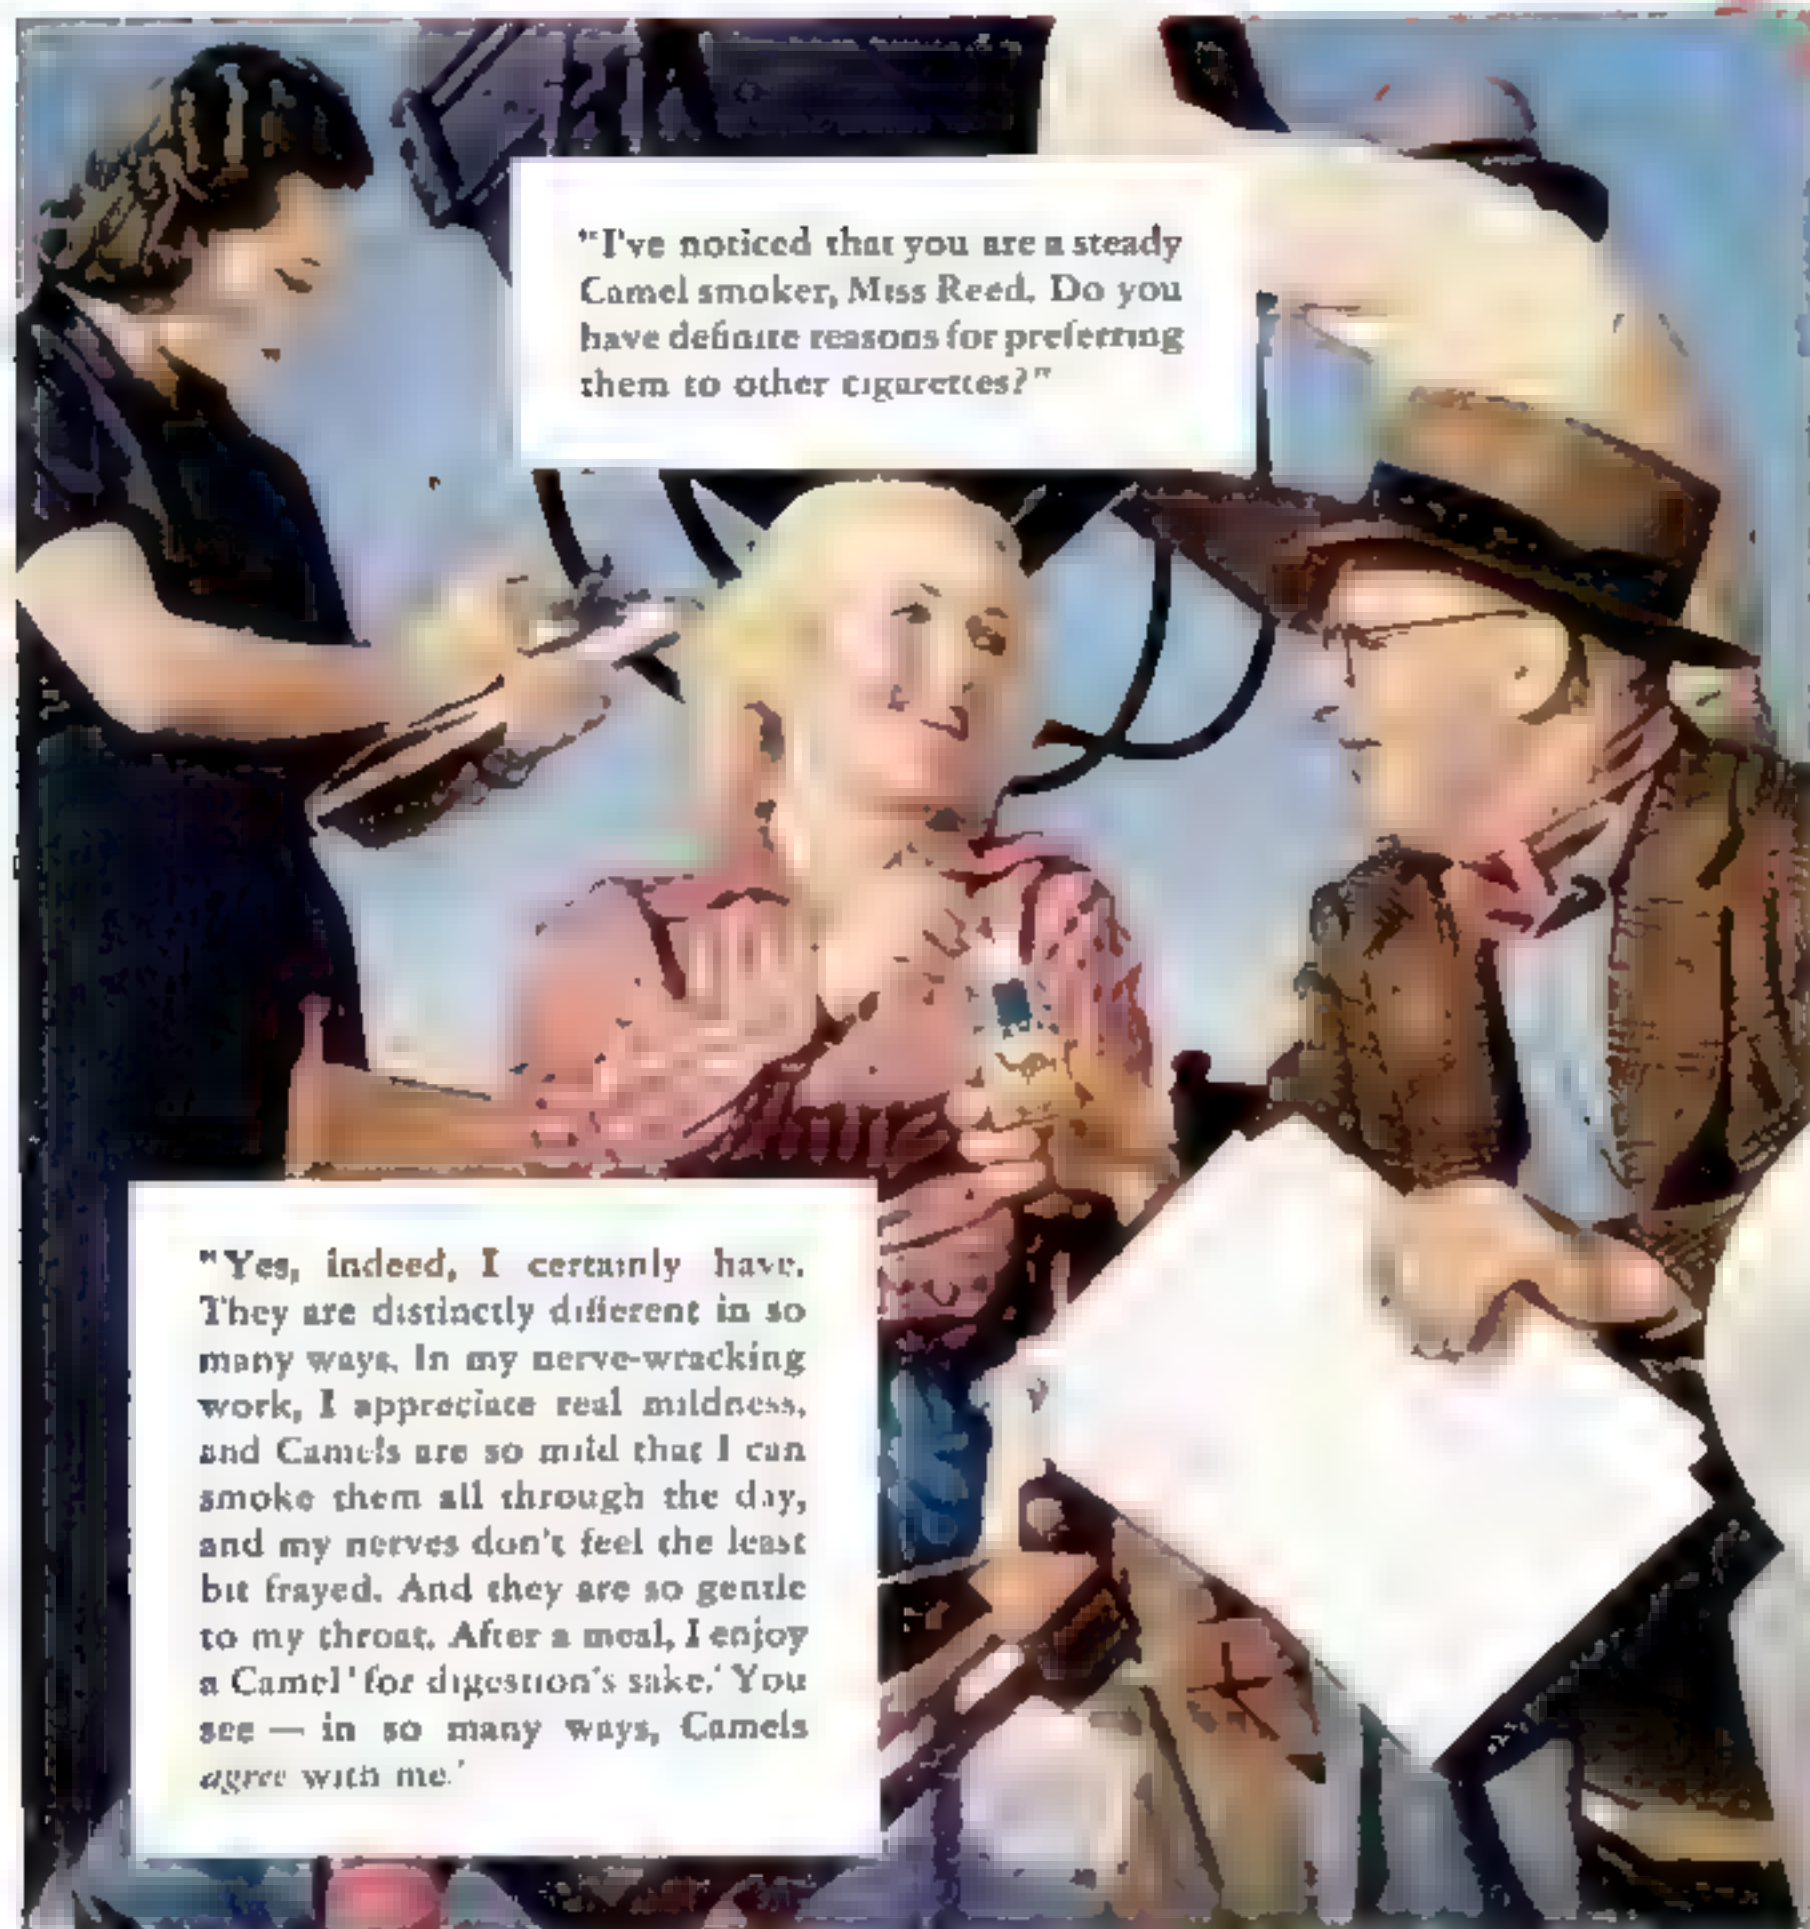 "I've noticed that you are a steady
Camel smoker, Miss Reed. Do you
have definite reasons for preferring
them to other cigarettes?"
"Yes, indeed, I certainly have.
They are distinctly different in so
many ways. In my nerve-wracking
work, I appreciate real mildness,
and Camels are so mild that I can
smoke them all through the day,
and my nerves don't feel the least
bit frayed. And they are so gentle
to my throat. After a meal, I enjoy
a Camel 'for digestion's sake.' You
see — in so many ways, Camels
agree with me.'